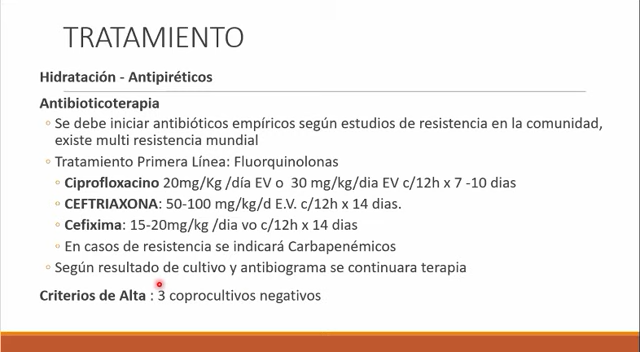 TRATAMIENTO
Hidratación - Antipiréticos
Antibioticoterapia
Se debe iniciar antibióticos empíricos según estudios de resistencia en la comunidad,
existe multi resistencia mundial
Tratamiento Primera Línea: Fluorquinolonas
Ciprofloxacino 20mg/Kg /día EV o 30 mg/kg/dia EV c/12h x 7 -10 dias
CEFTRIAXONA: 50-100 mg/kg/d E.V. c/12h x 14 dias.
Cefixima: 15-20mg/kg /dia vo c/12h x 14 dias
En casos de resistencia se indicará Carbapenémicos
Según resultado de cultivo y antibiograma se continuara terapia
Criterios de Alta : 3 coprocultivos negativos